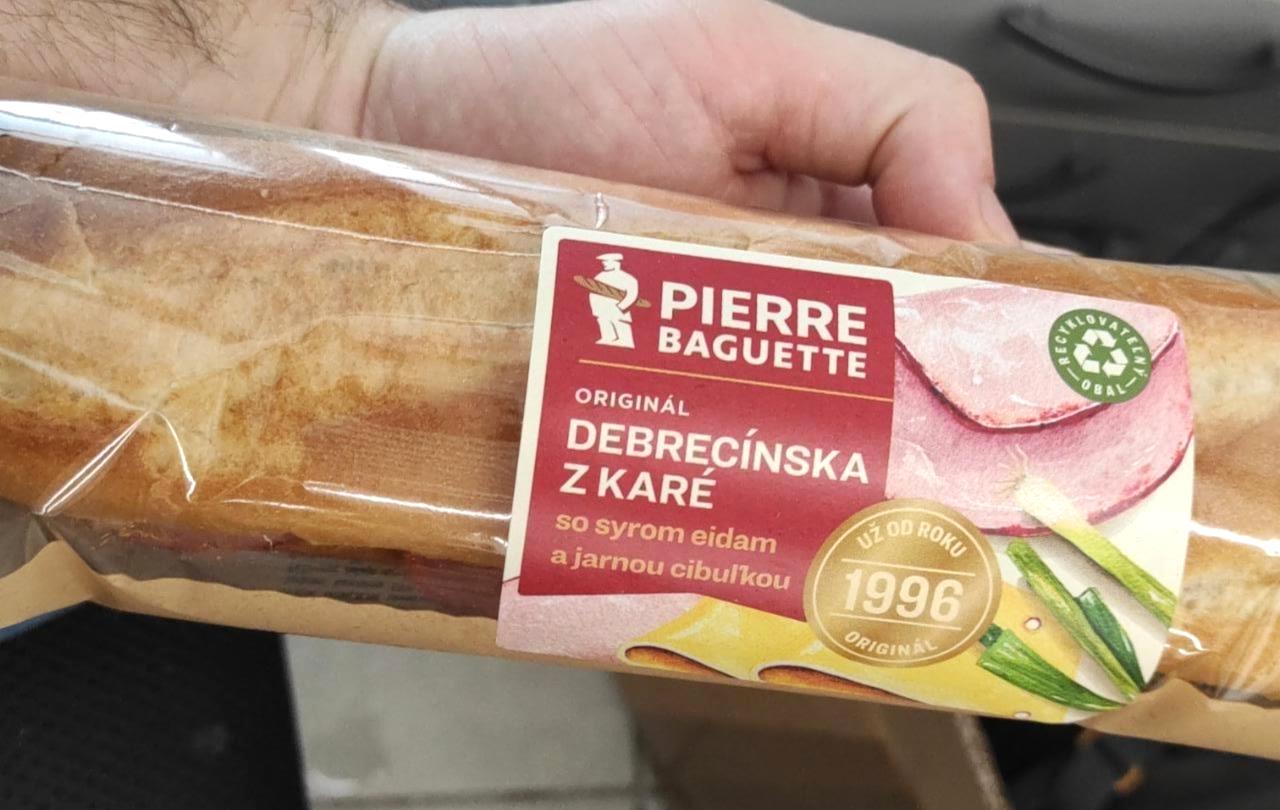 PIERRE
BAGUETTE
ORIGINÁL
DEBRECÍNSKA
Z KARÉ
so syrom eidam
a jarnou cibuľkou
UŽ OD ROKU
1996
ORIGINÁL
RECYKLOVATEĽNÝ
OBAL